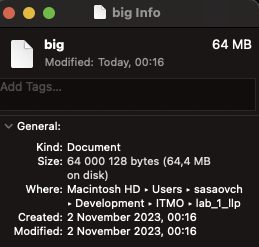 big Info
big 64 MB
Modified: Today, 00:16
Add Tags...
General:
Kind: Document
Size: 64 000 128 bytes (64,4 MB
on disk)
Where: Macintosh HD ▸ Users ▸ sasaovch
▸ Development ▸ ITMO ▸ lab_1_llp
Created: 2 November 2023, 00:16
Modified: 2 November 2023, 00:16